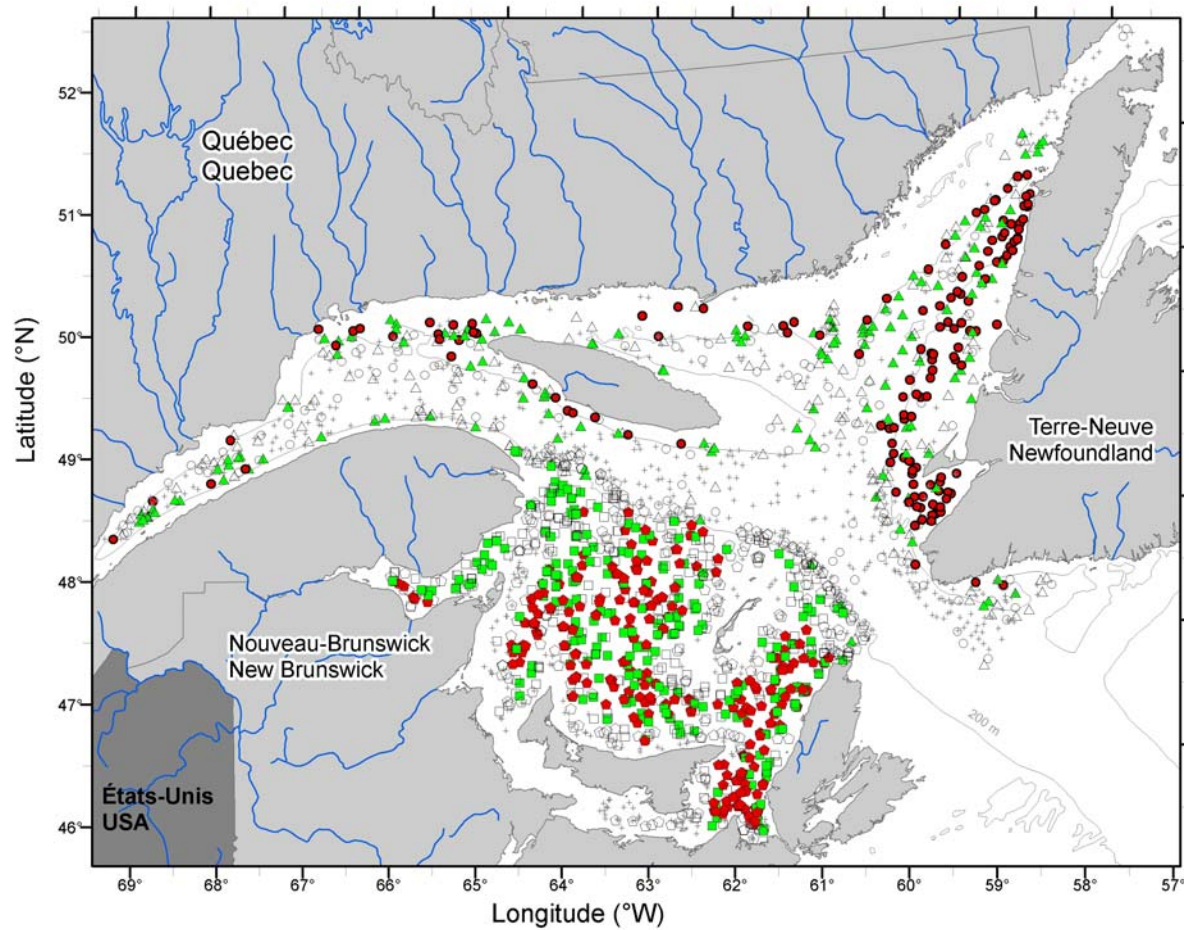 52°
Québec
Quebec
51°
50°
Latitude (°N)
49°
Terre-Neuve
Newfoundland
48°
Nouveau-Brunswick
New Brunswick
47°
200 m
États-Unis
USA
46°
69° 68° 67° 66° 65° 64° 63° 62° 61° 60° 59° 58° 57°
Longitude (°W)